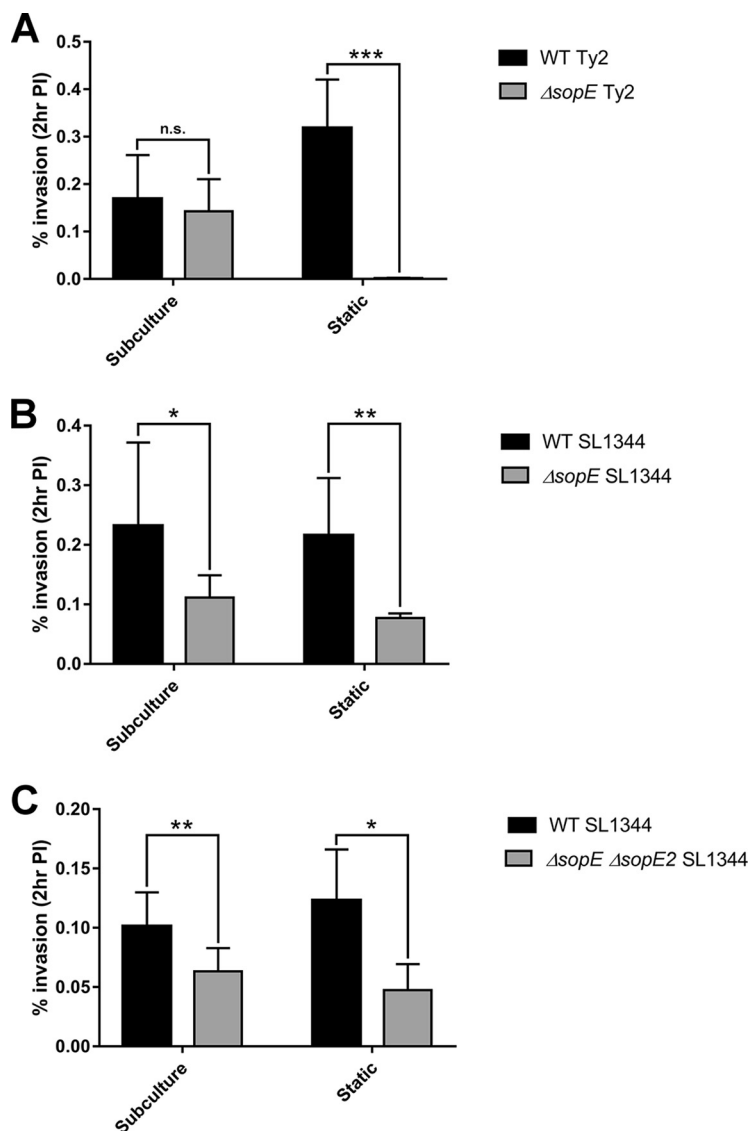 A
% invasion (2hr PI)
0.5
0.4
0.3
0.2
0.1
0.0
n.s.
***
Subculture
Static
WT Ty2
ΔsopE Ty2
B
% invasion (2hr PI)
0.4
0.3
0.2
0.1
0.0
*
**
Subculture
Static
WT SL1344
ΔsopE SL1344
C
% invasion (2hr PI)
0.20
0.15
0.10
0.05
0.00
**
*
Subculture
Static
WT SL1344
ΔsopE ΔsopE2 SL1344